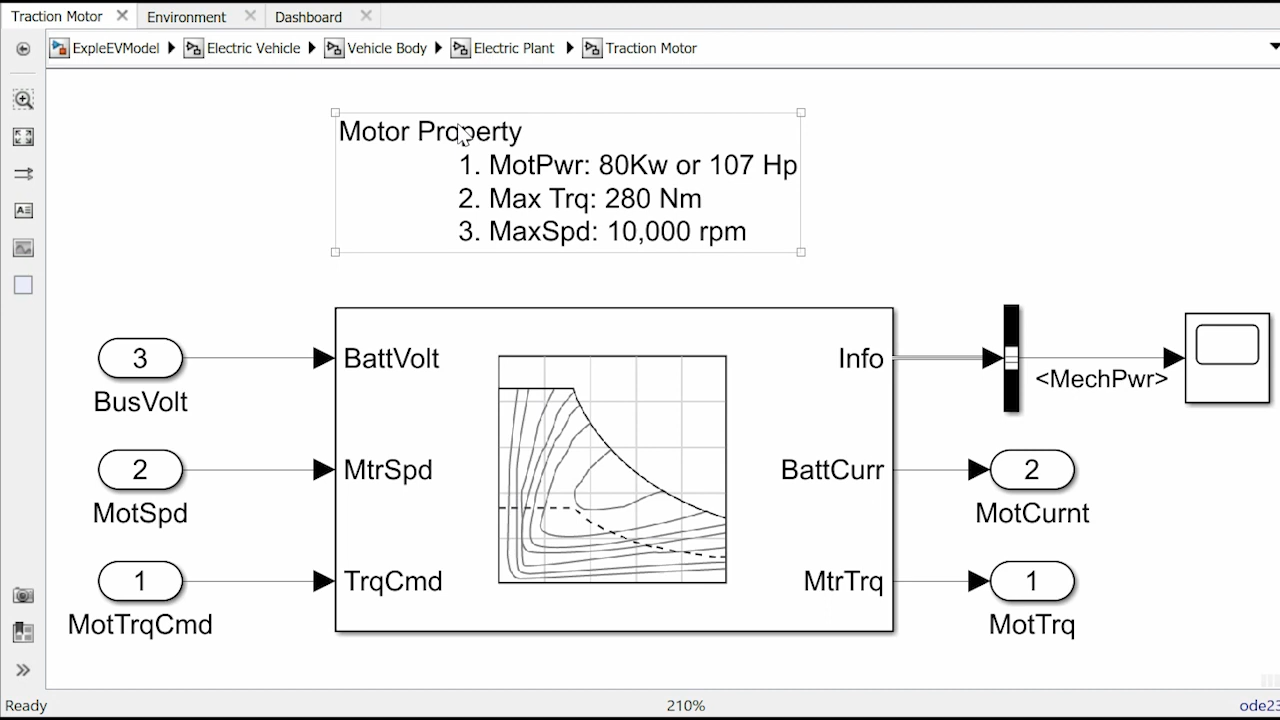 Traction Motor
Environment
Dashboard
ExpleEVModel
Electric Vehicle
Vehicle Body
Electric Plant
Traction Motor
Motor Property
1. MotPwr: 80Kw or 107 Hp
2. Max Trq: 280 Nm
3. MaxSpd: 10,000 rpm
3
BattVolt
Info
BusVolt
<MechPwr>
2
MtrSpd
BattCurr
2
MotSpd
MotCurnt
1
TrqCmd
MtrTrq
1
MotTrqCmd
MotTrq
Ready
210%
ode23